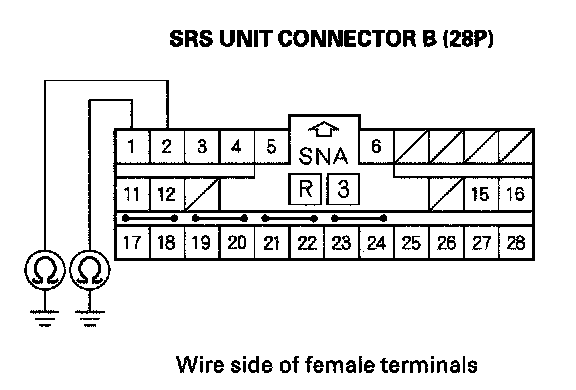 SRS UNIT CONNECTOR B (28P)
1 2 3 4 5 6
SNA
R 3
11 12 15 16
17 18 19 20 21 22 23 24 25 26 27 28
Ω Ω
Wire side of female terminals